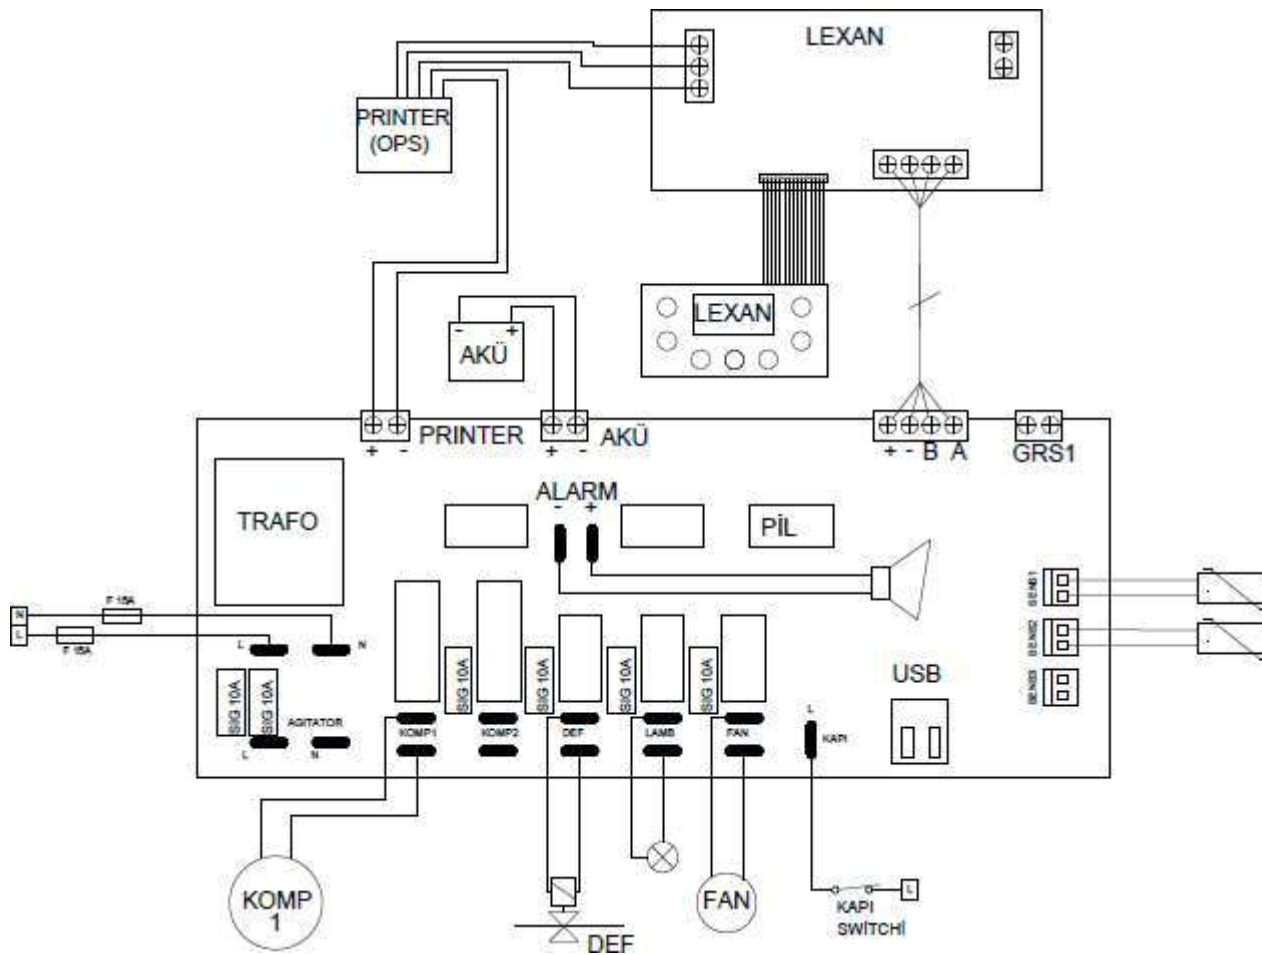 LEXAN
PRINTER
(OPS)
LEXAN
- +
AKÜ
PRINTER
+ -
AKÜ
+ -
+ - B A
GRS1
ALARM
- +
TRAFO
PİL
SENS1
N
F 16A
L
F 16A
L N
SENS2
SIG 10A
SIG 10A
SIG 10A
SIG 10A
SIG 10A
SIG 10A
USB
SENS3
AGITATOR
L N
KOMP1
KOMP2
DEF
LAMB
FAN
L
KAPI
KOMP
1
FAN
L
KAPI
SWİTCHİ
DEF